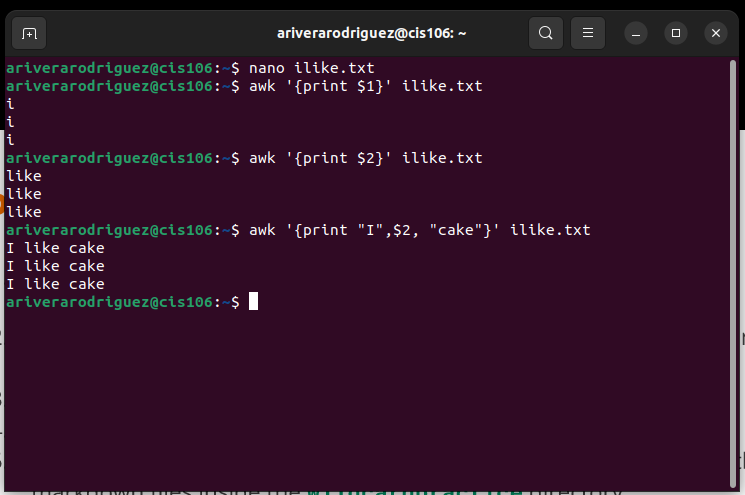 ariverarodriguez@cis106: ~
ariverarodriguez@cis106:~$ nano ilike.txt
ariverarodriguez@cis106:~$ awk '{print $1}' ilike.txt
i
i
i
ariverarodriguez@cis106:~$ awk '{print $2}' ilike.txt
like
like
like
ariverarodriguez@cis106:~$ awk '{print "I",$2, "cake"}' ilike.txt
I like cake
I like cake
I like cake
ariverarodriguez@cis106:~$